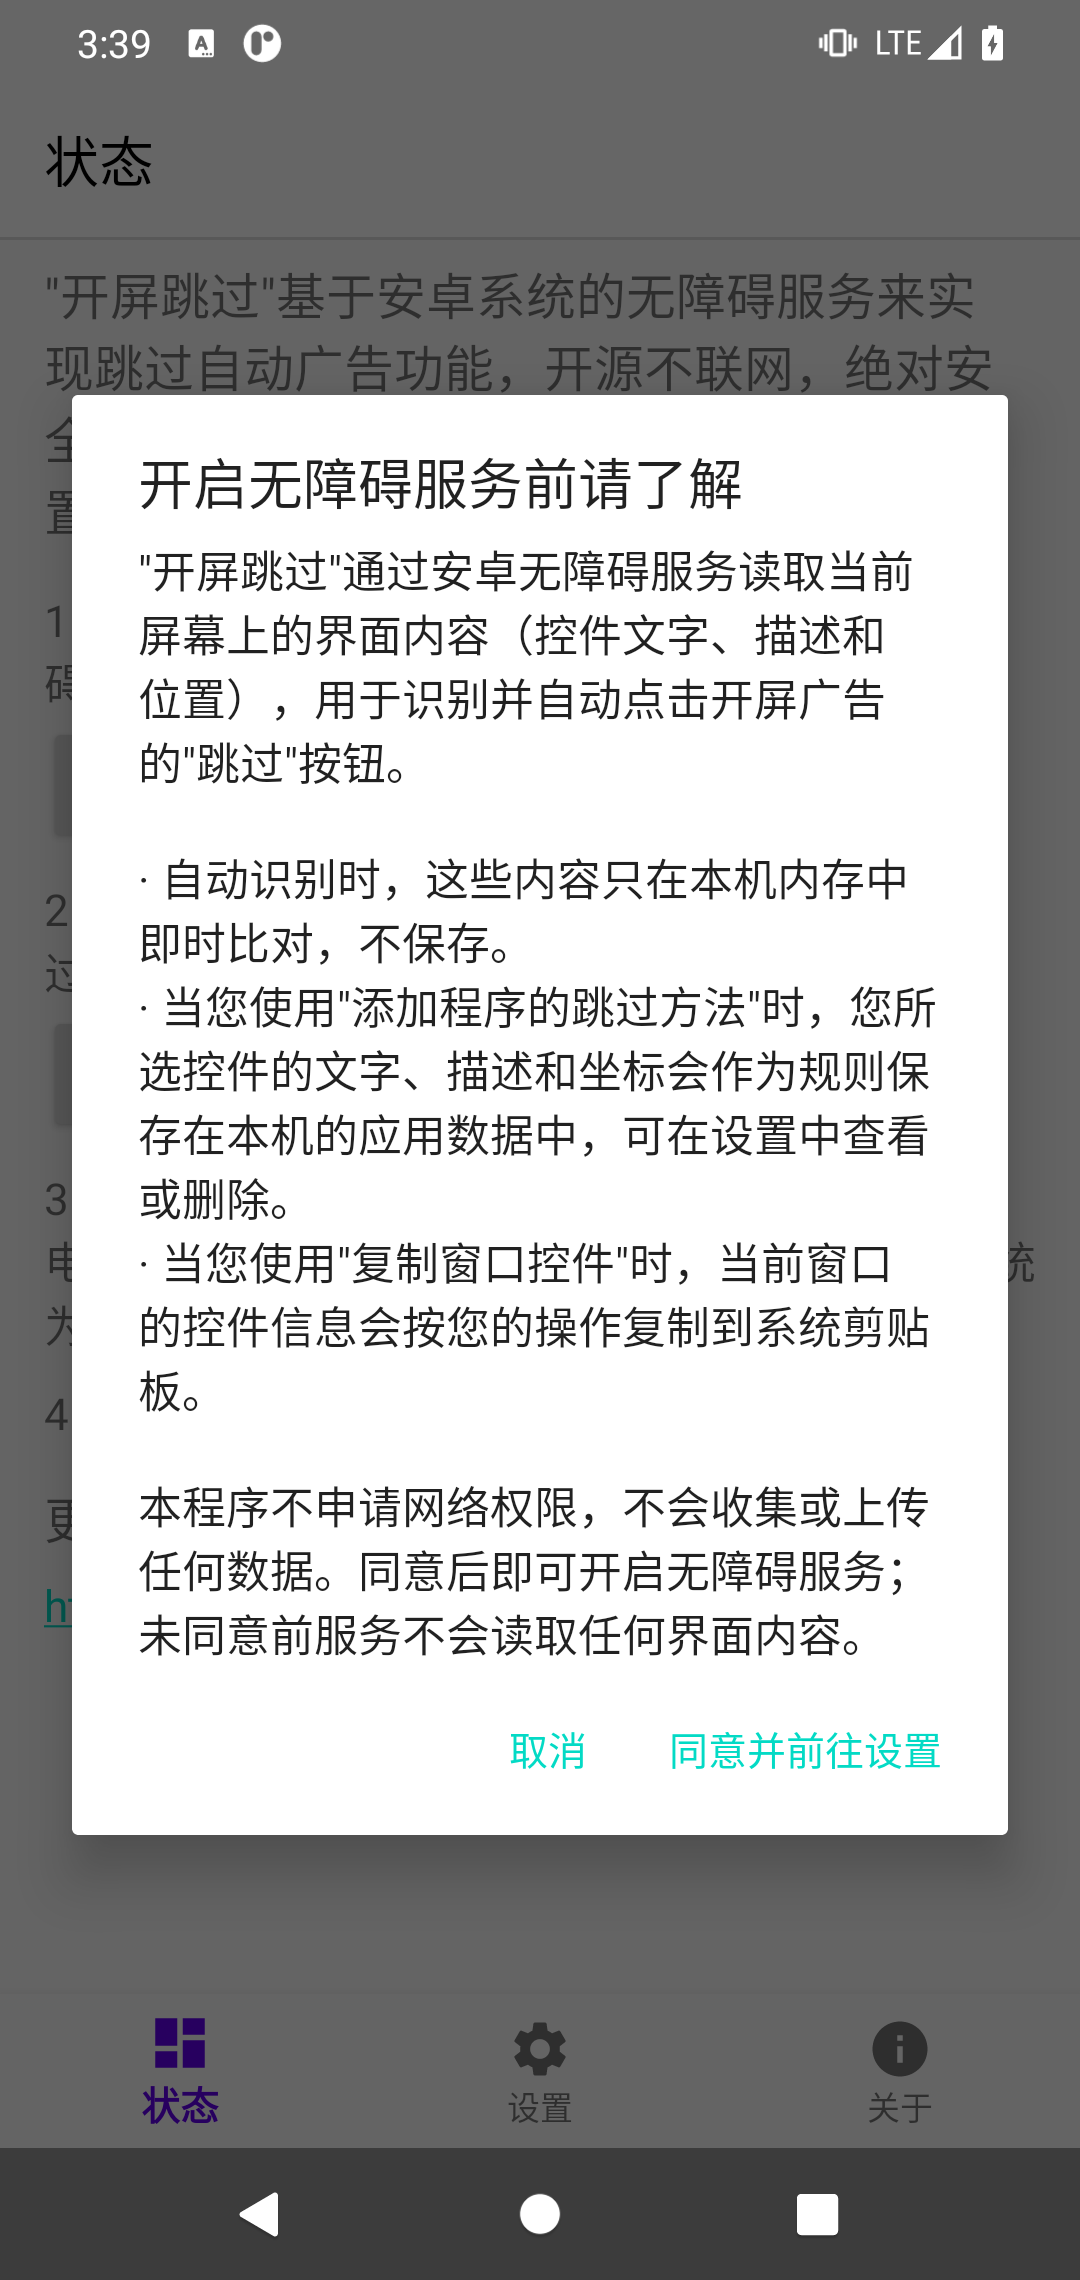 3:39
LTE
状态
"开屏跳过"基于安卓系统的无障碍服务来实
现跳过自动广告功能，开源不联网，绝对安
全
置
开启无障碍服务前请了解
"开屏跳过"通过安卓无障碍服务读取当前
屏幕上的界面内容（控件文字、描述和
位置），用于识别并自动点击开屏广告
的"跳过"按钮。
· 自动识别时，这些内容只在本机内存中
即时比对，不保存。
· 当您使用"添加程序的跳过方法"时，您所
选控件的文字、描述和坐标会作为规则保
存在本机的应用数据中，可在设置中查看
或删除。
· 当您使用"复制窗口控件"时，当前窗口
的控件信息会按您的操作复制到系统剪贴
板。
本程序不申请网络权限，不会收集或上传
任何数据。同意后即可开启无障碍服务；
未同意前服务不会读取任何界面内容。
取消 同意并前往设置
1
碍
2
过
3
电 统
为
4
更
状态
设置
关于